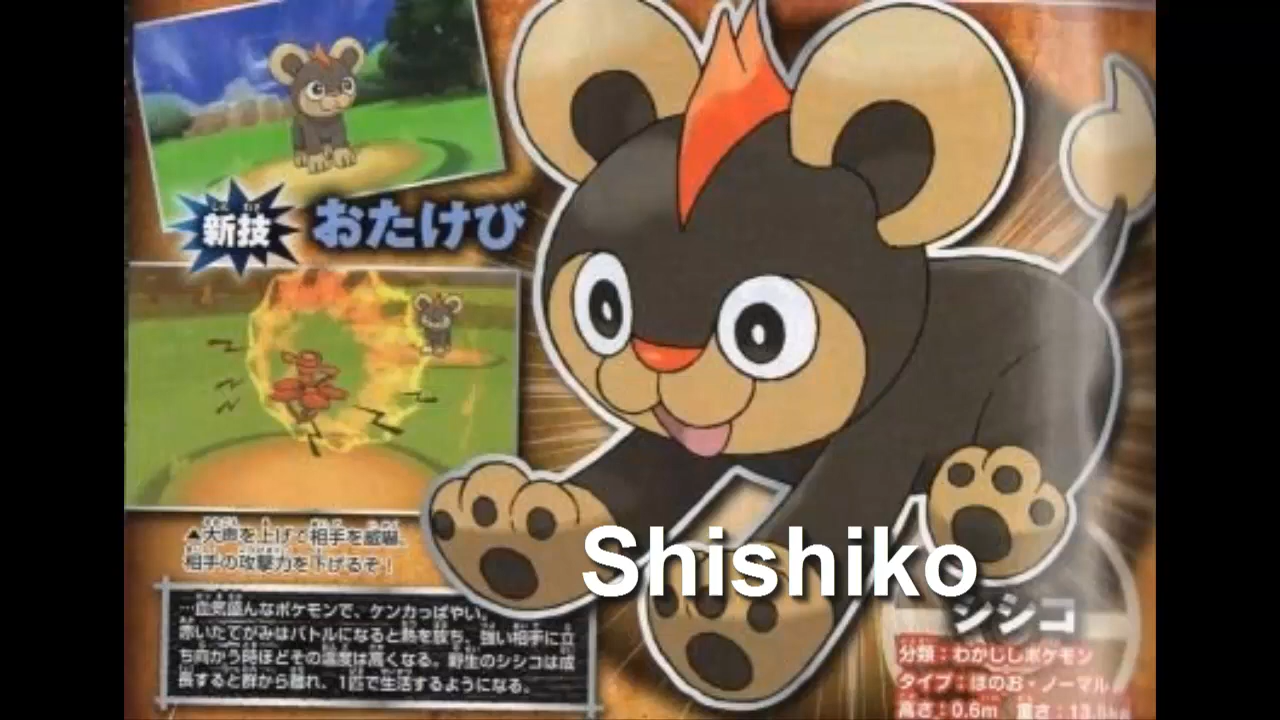 新技 おたけび
▲大声を上げて相手を威嚇。
相手の攻撃力を下げるぞ！
…血気盛んなポケモンで、ケンカっぱやい。
赤いたてがみはバトルになると熱を放ち、強い相手に立
ち向かう時ほどその温度は高くなる。野生のシシコは成
長すると群から離れ、1匹で生活するようになる。
Shishiko
シシコ
分類：わかししポケモン
タイプ：ほのお・ノーマル
高さ：0.6m 重さ：